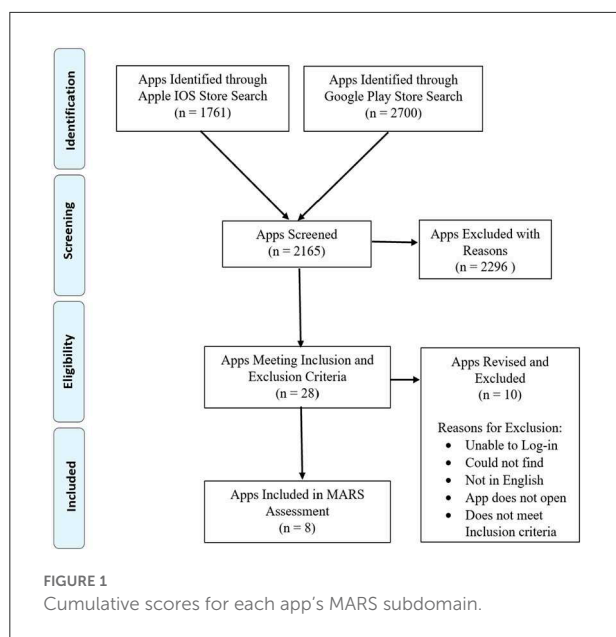 Identification
Apps Identified through
Apple IOS Store Search
(n = 1761)
Apps Identified through
Google Play Store Search
(n = 2700)
Screening
Apps Screened
(n = 2165)
Apps Excluded with
Reasons
(n = 2296 )
Eligibility
Apps Meeting Inclusion and
Exclusion Criteria
(n = 28)
Apps Revised and
Excluded
(n = 10)
Reasons for Exclusion:
• Unable to Log-in
• Could not find
• Not in English
• App does not open
• Does not meet
Inclusion criteria
Included
Apps Included in MARS
Assessment
(n = 8)
FIGURE 1
Cumulative scores for each app's MARS subdomain.